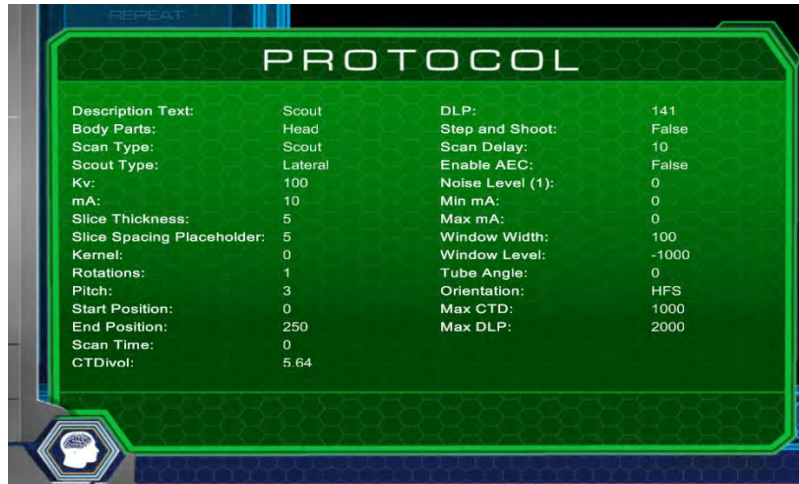 REPEAT
PROTOCOL
Description Text: Scout
Body Parts: Head
Scan Type: Scout
Scout Type: Lateral
Kv: 100
mA: 10
Slice Thickness: 5
Slice Spacing Placeholder: 5
Kernel: 0
Rotations: 1
Pitch: 3
Start Position: 0
End Position: 250
Scan Time: 0
CTDivol: 5.64
DLP: 141
Step and Shoot: False
Scan Delay: 10
Enable AEC: False
Noise Level (1): 0
Min mA: 0
Max mA: 0
Window Width: 100
Window Level: -1000
Tube Angle: 0
Orientation: HFS
Max CTD: 1000
Max DLP: 2000